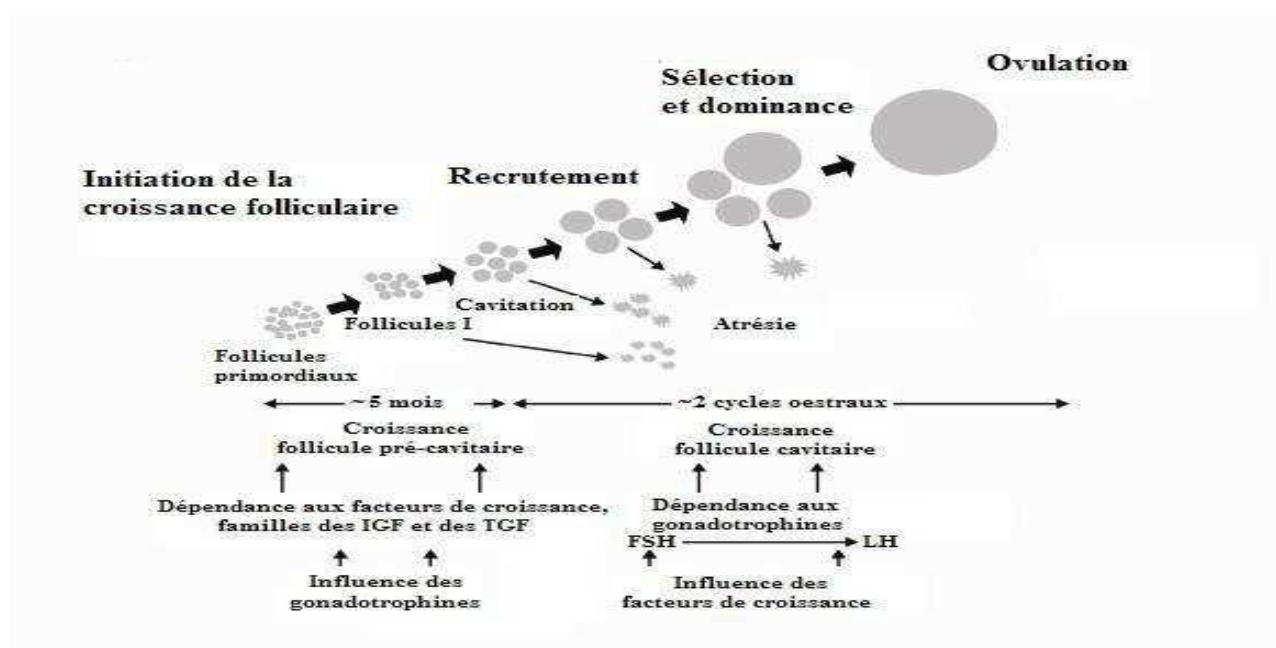 Ovulation
Sélection
et dominance
Recrutement
Initiation de la
croissance folliculaire
Cavitation
Follicules I
Atrésie
Follicules
primordiaux
~5 mois
~2 cycles oestraux
Croissance
follicule pré-cavitaire
Croissance
follicule cavitaire
Dépendance aux facteurs de croissance,
familles des IGF et des TGF
Dépendance aux
gonadotrophines
FSH
LH
Influence des
gonadotrophines
Influence des
facteurs de croissance